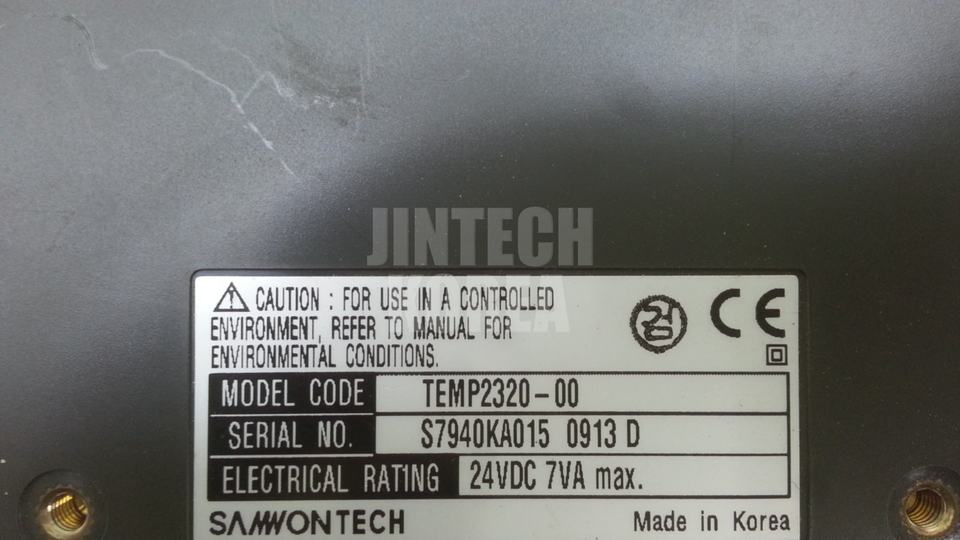 JINTECH
KOREA
CAUTION : FOR USE IN A CONTROLLED
ENVIRONMENT, REFER TO MANUAL FOR
ENVIRONMENTAL CONDITIONS.
CE
MODEL CODE TEMP2320-00
SERIAL NO. S7940KA015 0913 D
ELECTRICAL RATING 24VDC 7VA max.
SAMWONTECH Made in Korea